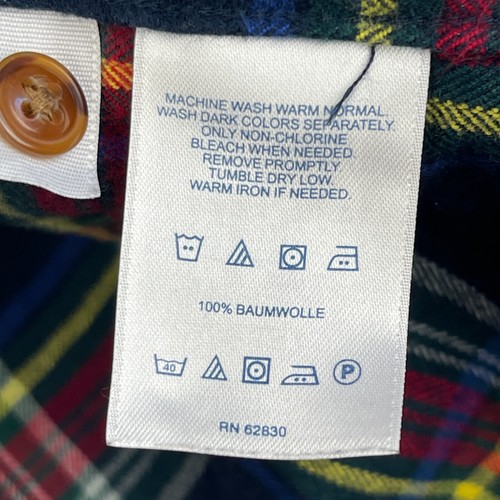 MACHINE WASH WARM NORMAL.
WASH DARK COLORS SEPARATELY.
ONLY NON-CHLORINE
BLEACH WHEN NEEDED.
REMOVE PROMPTLY.
TUMBLE DRY LOW.
WARM IRON IF NEEDED.
100% BAUMWOLLE
40 P
RN 62830